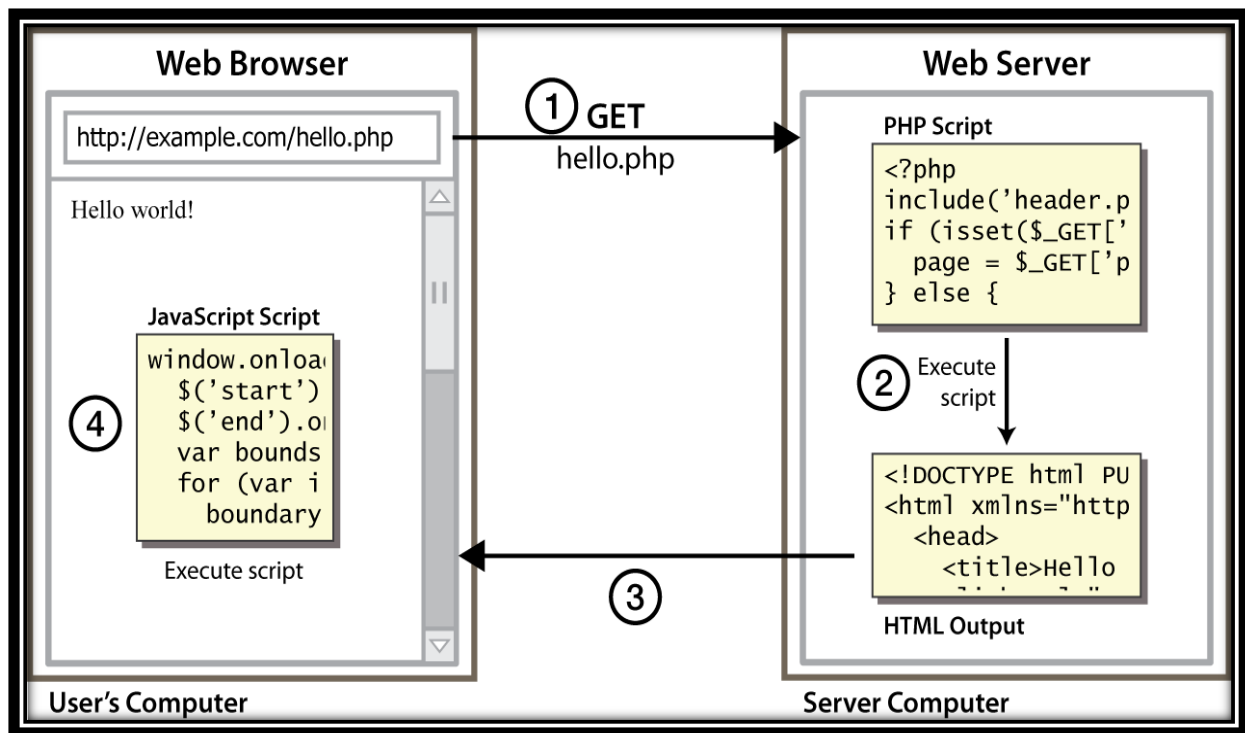 Web Browser
http://example.com/hello.php
Hello world!
JavaScript Script
window.onloa
$('start')
$('end').o
var bounds
for (var i
boundary
4
Execute script
User's Computer
1 GET
hello.php
3
Web Server
PHP Script
<?php
include('header.p
if (isset($_GET['
page = $_GET['p
} else {
2 Execute
script
<!DOCTYPE html PU
<html xmlns="http
<head>
<title>Hello
HTML Output
Server Computer